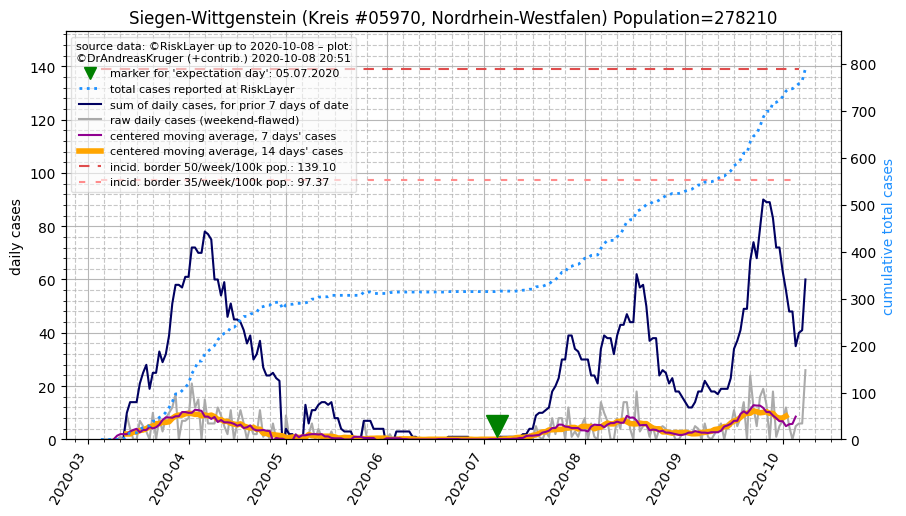 Siegen-Wittgenstein (Kreis #05970, Nordrhein-Westfalen) Population=278210
source data: ©RiskLayer up to 2020-10-08 – plot:
©DrAndreasKruger (+contrib.) 2020-10-08 20:51
marker for 'expectation day': 05.07.2020
total cases reported at RiskLayer
sum of daily cases, for prior 7 days of date
raw daily cases (weekend-flawed)
centered moving average, 7 days' cases
centered moving average, 14 days' cases
incid. border 50/week/100k pop.: 139.10
incid. border 35/week/100k pop.: 97.37
daily cases
140
120
100
80
60
40
20
0
cumulative total cases
800
700
600
500
400
300
200
100
0
2020-03
2020-04
2020-05
2020-06
2020-07
2020-08
2020-09
2020-10